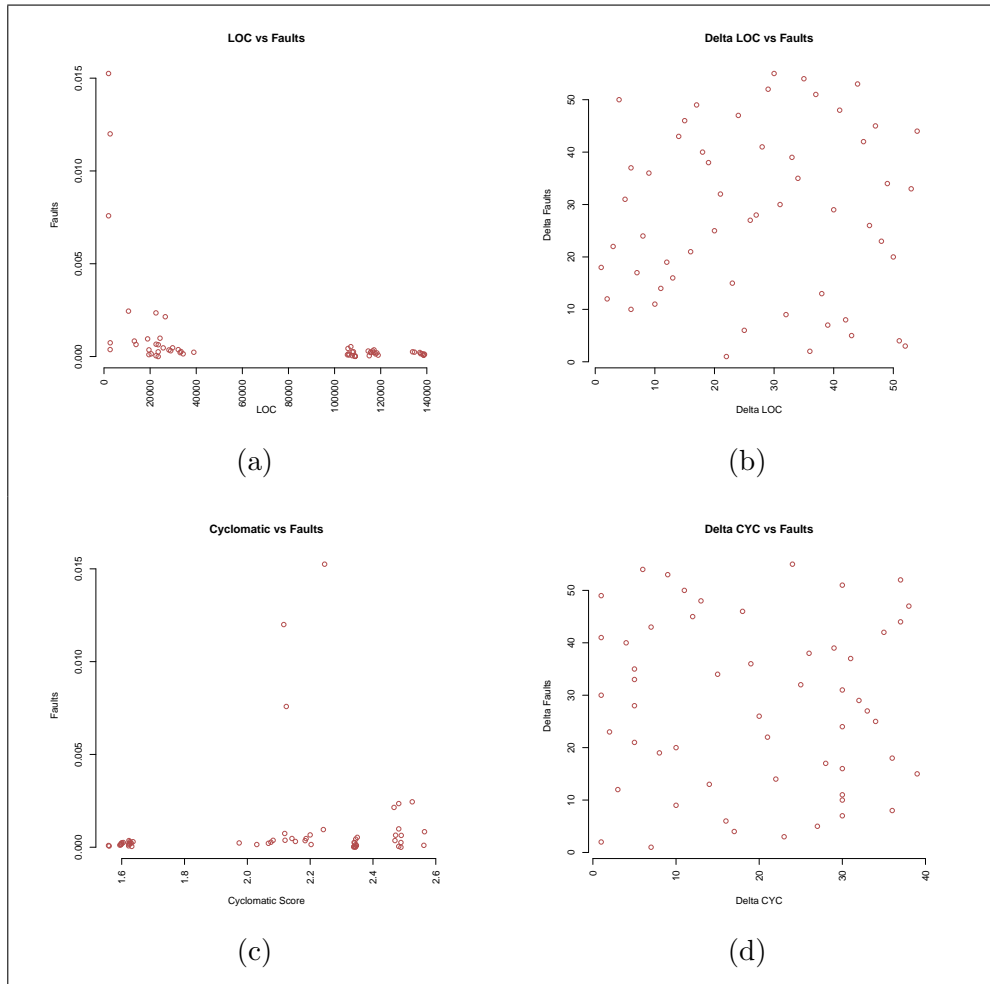 LOC vs Faults
Faults
0.015
0.010
0.005
0.000
0
20000
40000
60000
80000
100000
120000
140000
LOC
(a)
Delta LOC vs Faults
Delta Faults
50
40
30
20
10
0
0
10
20
30
40
50
Delta LOC
(b)
Cyclomatic vs Faults
Faults
0.015
0.010
0.005
0.000
1.6
1.8
2.0
2.2
2.4
2.6
Cyclomatic Score
(c)
Delta CYC vs Faults
Delta Faults
50
40
30
20
10
0
0
10
20
30
40
Delta CYC
(d)